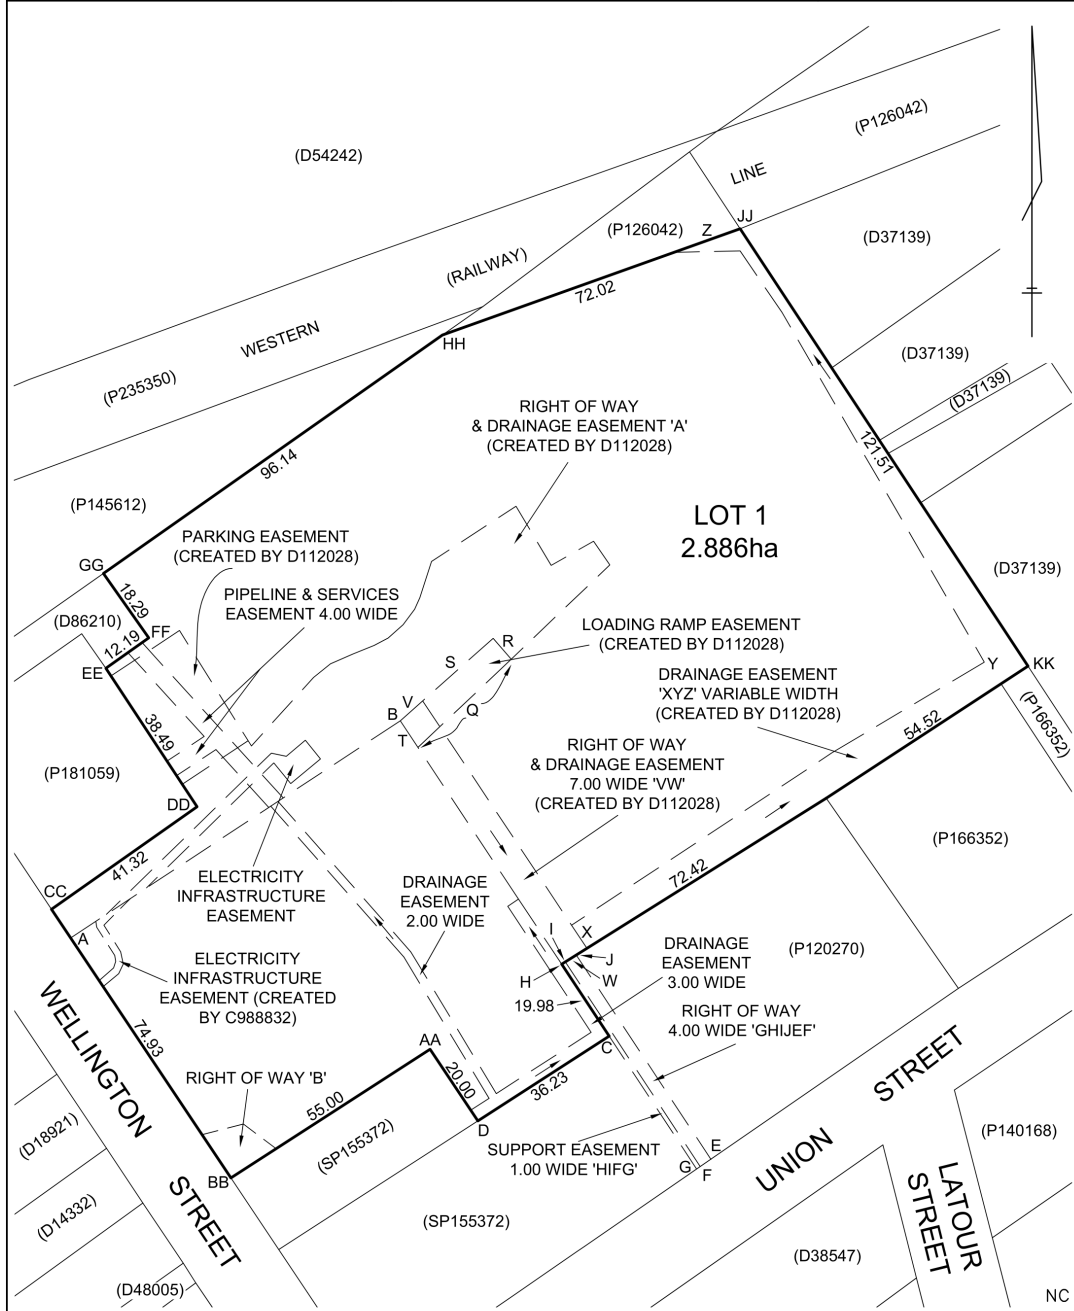 (D54242)
(P126042)
LINE
JJ
Z
(P126042)
(D37139)
(RAILWAY)
72.02
WESTERN
HH
(D37139)
(D37139)
(P235350)
RIGHT OF WAY
& DRAINAGE EASEMENT 'A'
(CREATED BY D112028)
121.51
96.14
(P145612)
LOT 1
2.886ha
PARKING EASEMENT
(CREATED BY D112028)
GG
(D37139)
18.29
PIPELINE & SERVICES
EASEMENT 4.00 WIDE
(D86210)
FF
12.19
EE
LOADING RAMP EASEMENT
(CREATED BY D112028)
R
S
Y
KK
DRAINAGE EASEMENT
'XYZ' VARIABLE WIDTH
(CREATED BY D112028)
V
B
Q
T
38.49
54.52
(P166352)
RIGHT OF WAY
& DRAINAGE EASEMENT
7.00 WIDE 'VW'
(CREATED BY D112028)
(P181059)
DD
(P166352)
41.32
72.42
CC
ELECTRICITY
INFRASTRUCTURE
EASEMENT
DRAINAGE
EASEMENT
2.00 WIDE
A
I
X
(P120270)
DRAINAGE
EASEMENT
3.00 WIDE
J
W
H
ELECTRICITY
INFRASTRUCTURE
EASEMENT (CREATED
BY C988832)
19.98
RIGHT OF WAY
4.00 WIDE 'GHIJEF'
C
WELLINGTON
STREET
74.93
AA
RIGHT OF WAY 'B'
20.00
36.23
55.00
D
(SP155372)
SUPPORT EASEMENT
1.00 WIDE 'HIFG'
E
G
F
UNION
STREET
(P140168)
LATOUR
STREET
BB
(D18921)
(D14332)
(SP155372)
(D38547)
(D48005)
NC